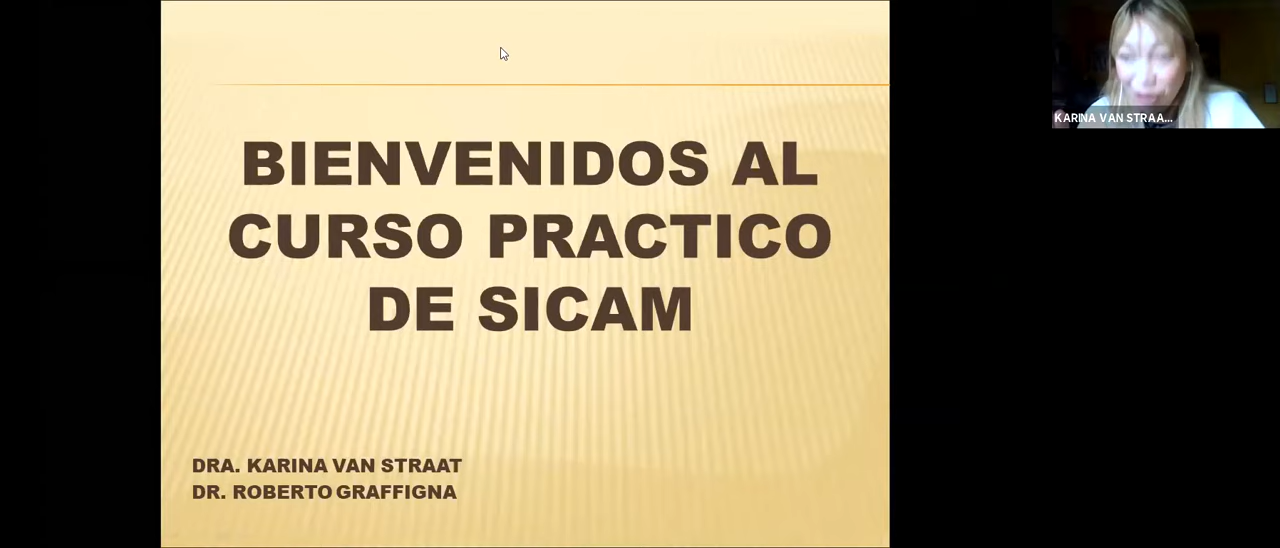 BIENVENIDOS AL
CURSO PRACTICO
DE SICAM
DRA. KARINA VAN STRAAT
DR. ROBERTO GRAFFIGNA
KARINA VAN STRAA...